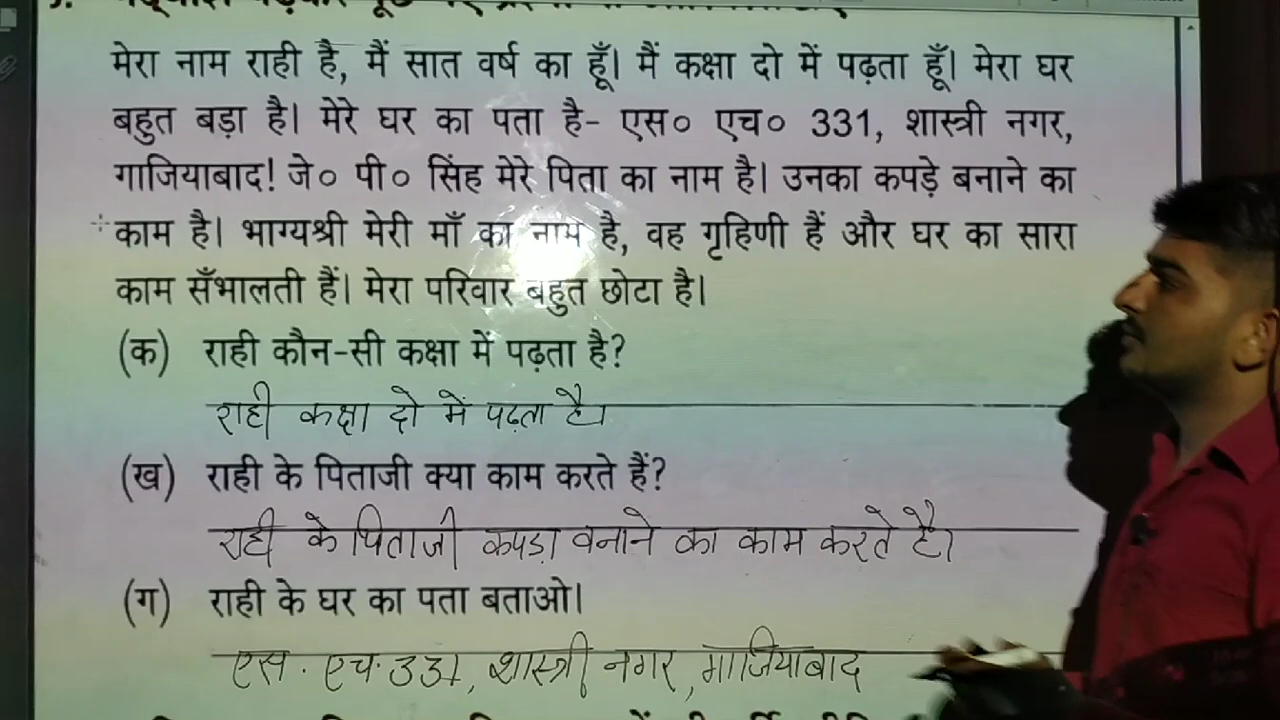 मेरा नाम राही है, मैं सात वर्ष का हूँ। मैं कक्षा दो में पढ़ता हूँ। मेरा घर
बहुत बड़ा है। मेरे घर का पता है- एस० एच० 331, शास्त्री नगर,
गाजियाबाद! जे० पी० सिंह मेरे पिता का नाम है। उनका कपड़े बनाने का
काम है। भाग्यश्री मेरी माँ का नाम है, वह गृहिणी हैं और घर का सारा
काम सँभालती हैं। मेरा परिवार बहुत छोटा है।
(क) राही कौन-सी कक्षा में पढ़ता है?
राही कक्षा दो में पढ़ता है।
(ख) राही के पिताजी क्या काम करते हैं?
राही के पिताजी कपड़ा वनाने का काम करते है।
(ग) राही के घर का पता बताओ।
एस. एच. 331, शास्त्री नगर, गाजियाबाद